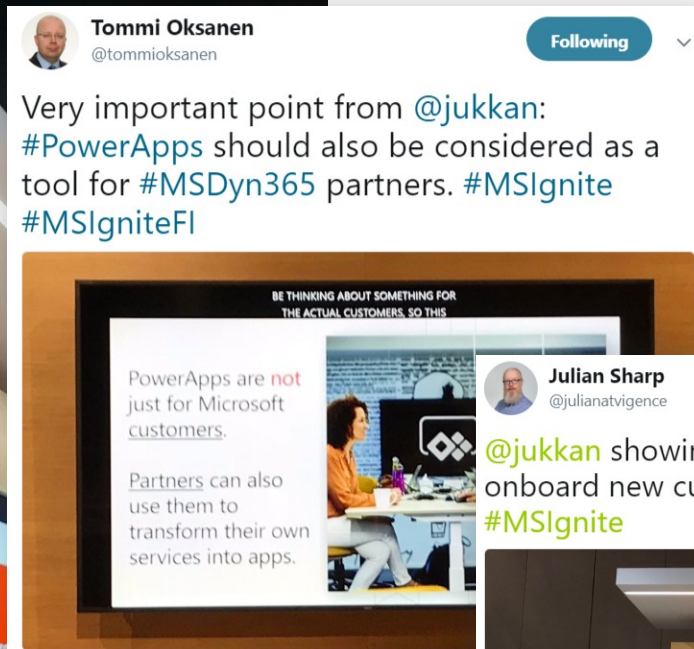 Tommi Oksanen
@tommioksanen
Following
Very important point from @jukkan:
#PowerApps should also be considered as a
tool for #MSDyn365 partners. #MSIgnite
#MSIgniteFI
BE THINKING ABOUT SOMETHING FOR
THE ACTUAL CUSTOMERS, SO THIS
PowerApps are not
just for Microsoft
customers.
Partners can also
use them to
transform their own
services into apps.
Julian Sharp
@julianatvigence
@jukkan
onboard new
#MSIgnite